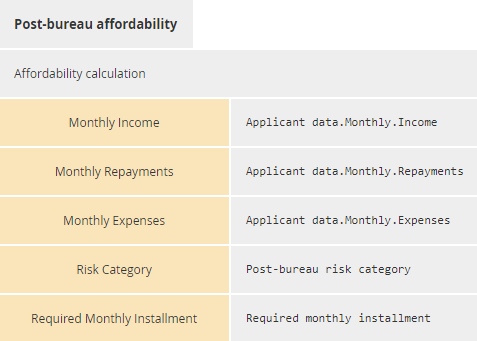 Post-bureau affordability
Affordability calculation
Monthly Income
Applicant data.Monthly.Income
Monthly Repayments
Applicant data.Monthly.Repayments
Monthly Expenses
Applicant data.Monthly.Expenses
Risk Category
Post-bureau risk category
Required Monthly Installment
Required monthly installment